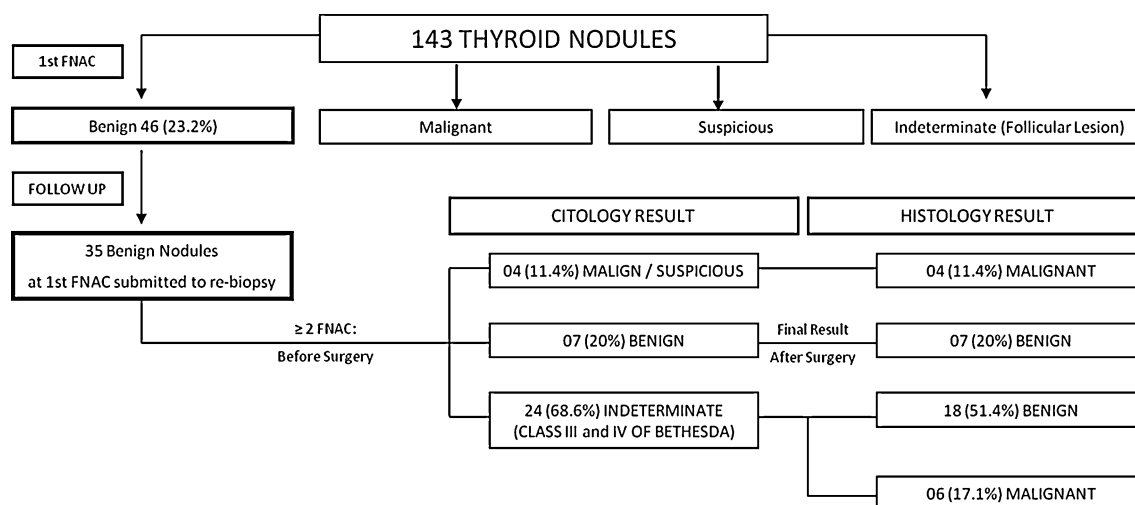 143 THYROID NODULES
1st FNAC
Benign 46 (23.2%)
Malignant
Suspicious
Indeterminate (Follicular Lesion)
FOLLOW UP
CITOLOGY RESULT
HISTOLOGY RESULT
35 Benign Nodules
at 1st FNAC submitted to re-biopsy
04 (11.4%) MALIGN / SUSPICIOUS
04 (11.4%) MALIGNANT
≥ 2 FNAC:
Before Surgery
07 (20%) BENIGN
Final Result
After Surgery
07 (20%) BENIGN
24 (68.6%) INDETERMINATE
(CLASS III and IV OF BETHESDA)
18 (51.4%) BENIGN
06 (17.1%) MALIGNANT